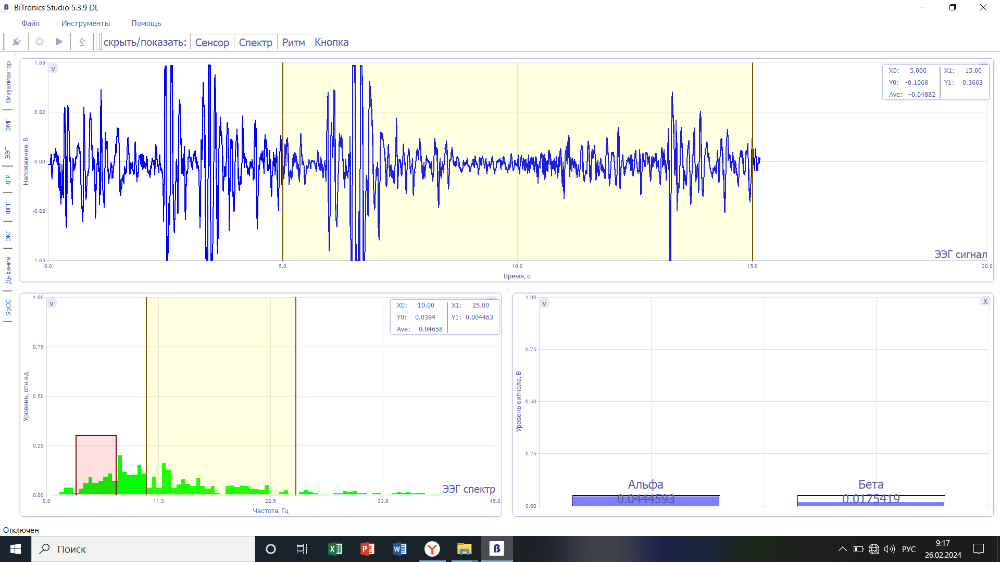 BiTronics Studio 5.3.9 DL
Файл Инструменты Помощь
скрыть/показать: Сенсор Спектр Ритм Кнопка
Визуализатор
ЭМГ
ЭЭГ
КГР
ФПГ
ЭКГ
Дыхание
SpO2
v
1.65
0.82
0.00
-0.82
-1.65
Напряжение, В
X0: 5.000 X1: 15.00
Y0: -0.1068 Y1: 0.3663
Ave: -0.04882
ЭЭГ сигнал
0.0 5.0 10.0 15.0 20.0
Время, с
v
1.00
0.75
0.50
0.25
0.00
Уровень, отн.ед.
X0: 10.00 X1: 25.00
Y0: 0.0394 Y1: 0.004463
Ave: 0.04658
ЭЭГ спектр
0.0 11.3 22.5 33.8 45.0
Частота, Гц
v X
1.00
0.75
0.50
0.25
0.00
Уровень сигнала, В
Альфа Бета
0.0444593 0.0175419
Отключен
Поиск
РУС
9:17
26.02.2024